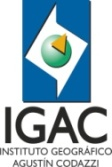 IGAC
INSTITUTO GEOGRÁFICO
AGUSTÍN CODAZZI